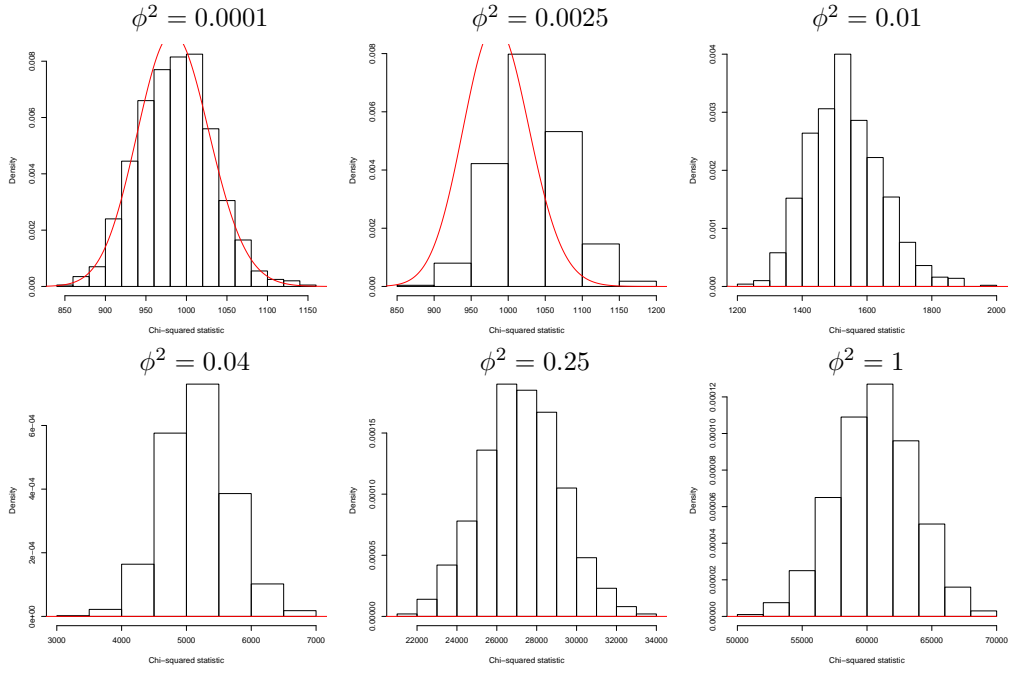 ϕ² = 0.0001
ϕ² = 0.0025
ϕ² = 0.01
Density
0.000 0.002 0.004 0.006 0.008
850 900 950 1000 1050 1100 1150
Chi−squared statistic
Density
0.000 0.002 0.004 0.006 0.008
850 900 950 1000 1050 1100 1150 1200
Chi−squared statistic
Density
0.000 0.001 0.002 0.003 0.004
1200 1400 1600 1800 2000
Chi−squared statistic
ϕ² = 0.04
ϕ² = 0.25
ϕ² = 1
Density
0e+00 2e−04 4e−04 6e−04
3000 4000 5000 6000 7000
Chi−squared statistic
Density
0.00000 0.00005 0.00010 0.00015
22000 24000 26000 28000 30000 32000 34000
Chi−squared statistic
Density
0.00000 0.00002 0.00004 0.00006 0.00008 0.00010 0.00012
50000 55000 60000 65000 70000
Chi−squared statistic